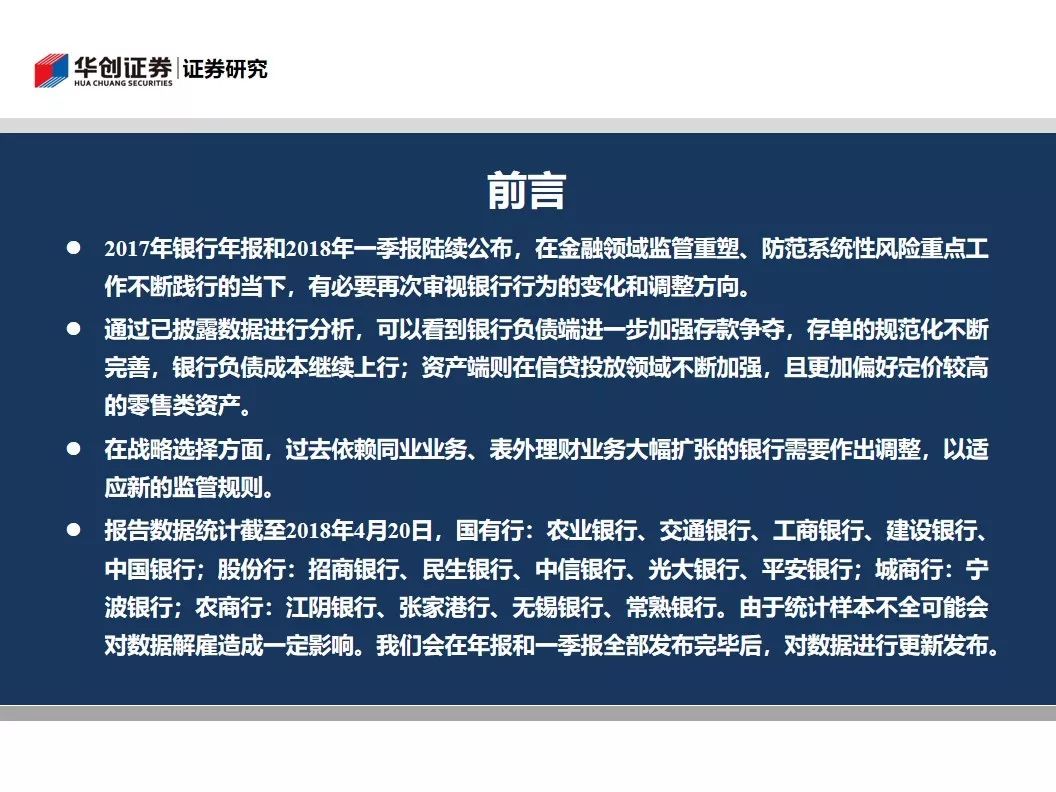 华创证券|证券研究
HUA CHUANG SECURITIES
前言
● 2017年银行年报和2018年一季报陆续公布，在金融领域监管重塑、防范系统性风险重点工
作不断践行的当下，有必要再次审视银行行为的变化和调整方向。
● 通过已披露数据进行分析，可以看到银行负债端进一步加强存款争夺，存单的规范化不断
完善，银行负债成本继续上行；资产端则在信贷投放领域不断加强，且更加偏好定价较高
的零售类资产。
● 在战略选择方面，过去依赖同业业务、表外理财业务大幅扩张的银行需要作出调整，以适
应新的监管规则。
● 报告数据统计截至2018年4月20日，国有行：农业银行、交通银行、工商银行、建设银行、
中国银行；股份行：招商银行、民生银行、中信银行、光大银行、平安银行；城商行：宁
波银行；农商行：江阴银行、张家港行、无锡银行、常熟银行。由于统计样本不全可能会
对数据解雇造成一定影响。我们会在年报和一季报全部发布完毕后，对数据进行更新发布。